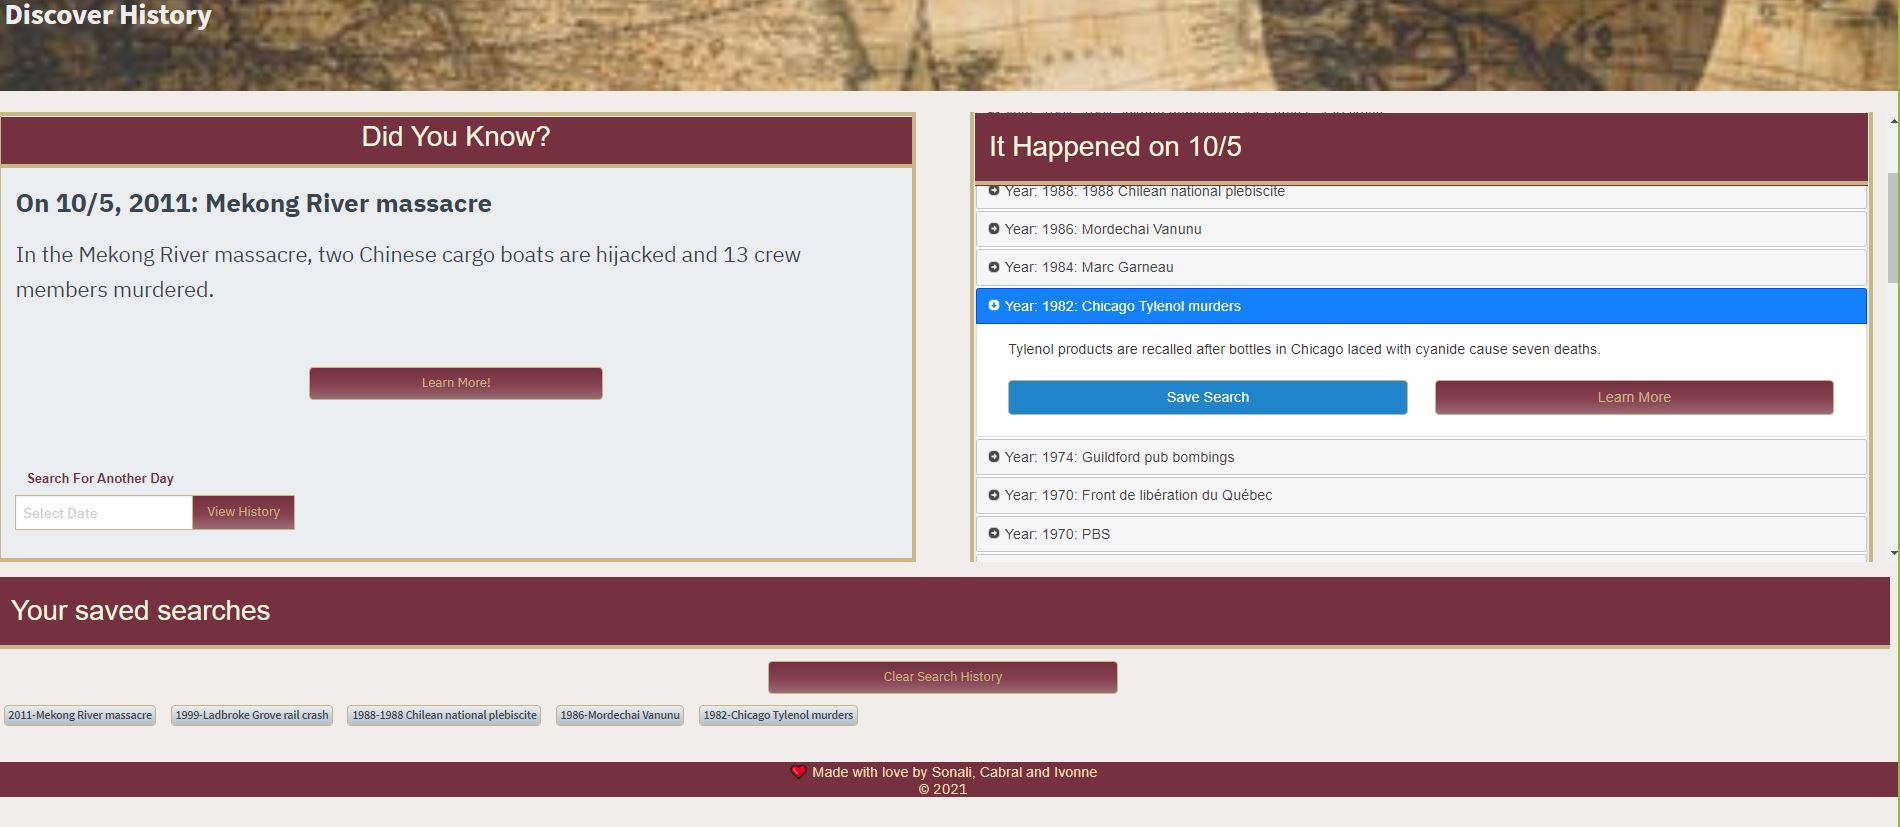 Discover History
Did You Know?
On 10/5, 2011: Mekong River massacre
In the Mekong River massacre, two Chinese cargo boats are hijacked and 13 crew
members murdered.
Learn More!
Search For Another Day
Select Date
View History
It Happened on 10/5
Year: 1988: 1988 Chilean national plebiscite
Year: 1986: Mordechai Vanunu
Year: 1984: Marc Garneau
Year: 1982: Chicago Tylenol murders
Tylenol products are recalled after bottles in Chicago laced with cyanide cause seven deaths.
Save Search
Learn More
Year: 1974: Guildford pub bombings
Year: 1970: Front de libération du Québec
Year: 1970: PBS
Your saved searches
Clear Search History
2011-Mekong River massacre
1999-Ladbroke Grove rail crash
1988-1988 Chilean national plebiscite
1986-Mordechai Vanunu
1982-Chicago Tylenol murders
Made with love by Sonali, Cabral and Ivonne
© 2021